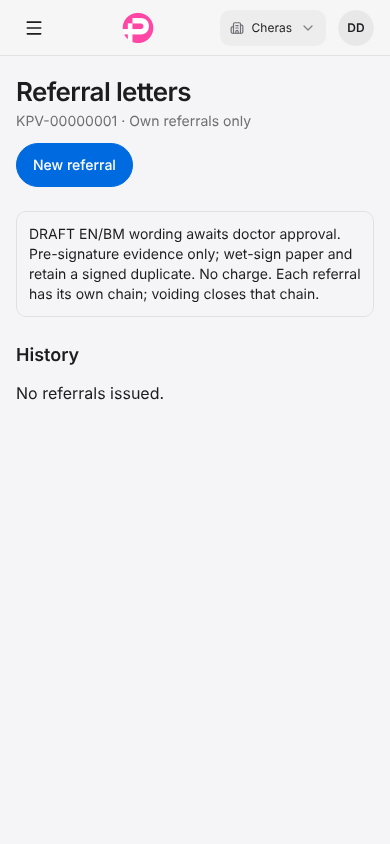 Cheras
DD
Referral letters
KPV-00000001 · Own referrals only
New referral
DRAFT EN/BM wording awaits doctor approval.
Pre-signature evidence only; wet-sign paper and
retain a signed duplicate. No charge. Each referral
has its own chain; voiding closes that chain.
History
No referrals issued.